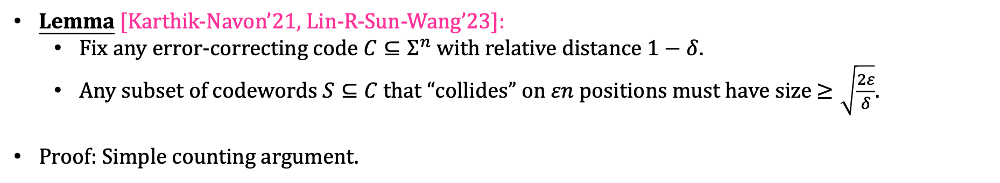 • Lemma [Karthik-Navon’21, Lin-R-Sun-Wang’23]:
• Fix any error-correcting code 𝐶 ⊆ Σⁿ with relative distance 1 − 𝛿.
• Any subset of codewords 𝑆 ⊆ 𝐶 that “collides” on 𝜀𝑛 positions must have size ≥ √(2𝜀/𝛿).
• Proof: Simple counting argument.